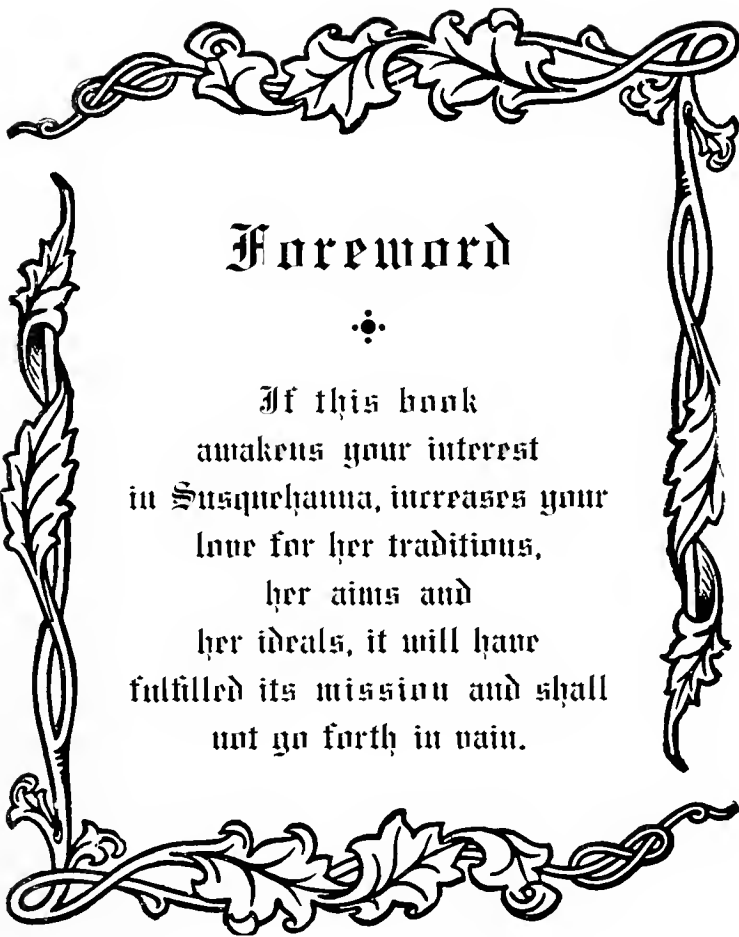 Foreword
If this book
awakens your interest
in Susquehanna, increases your
love for her traditions,
her aims and
her ideals, it will have
fulfilled its mission and shall
not go forth in vain.